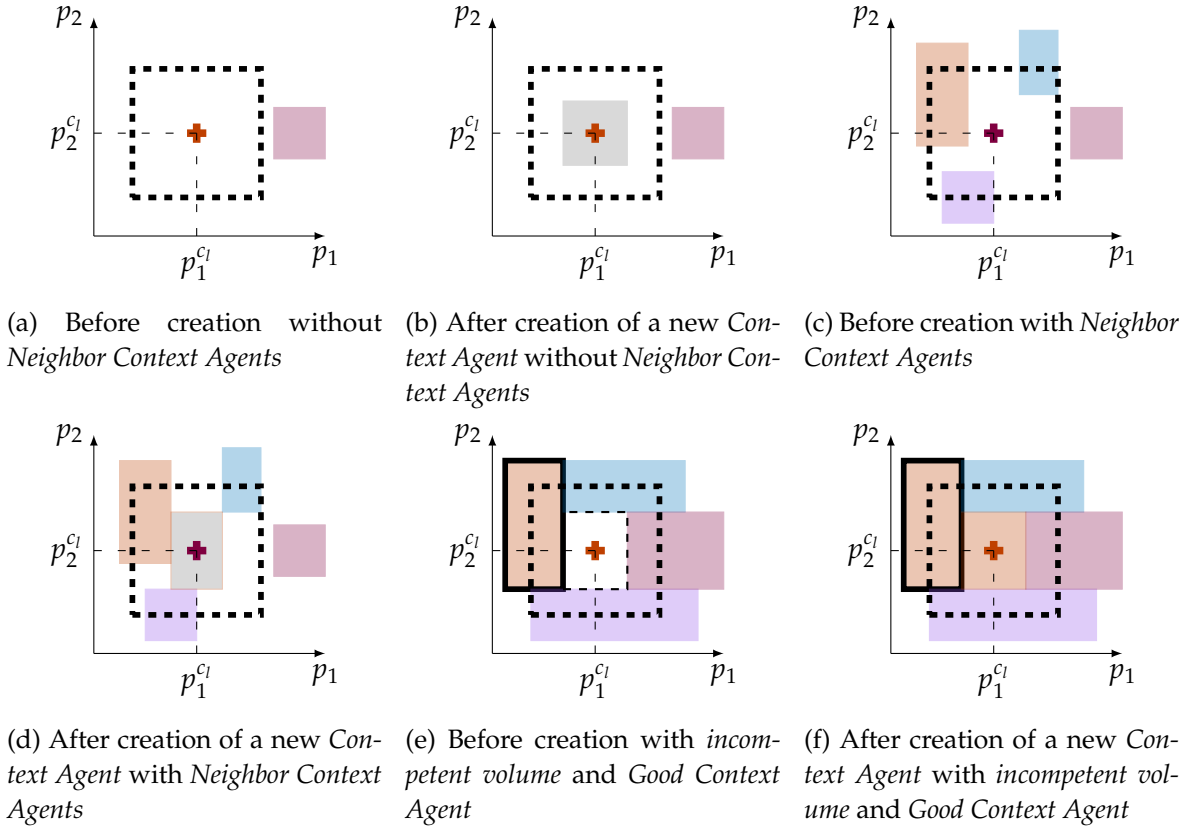 p₂ p₂ p₂
p₂^{c_l} p₂^{c_l} p₂^{c_l}
p₁^{c_l} p₁ p₁^{c_l} p₁ p₁^{c_l} p₁
(a) Before creation without
Neighbor Context Agents
(b) After creation of a new Con-
text Agent without Neighbor Con-
text Agents
(c) Before creation with Neighbor
Context Agents
p₂ p₂ p₂
p₂^{c_l} p₂^{c_l} p₂^{c_l}
p₁^{c_l} p₁ p₁^{c_l} p₁ p₁^{c_l} p₁
(d) After creation of a new Con-
text Agent with Neighbor Context
Agents
(e) Before creation with incom-
petent volume and Good Context
Agent
(f) After creation of a new Con-
text Agent with incompetent vol-
ume and Good Context Agent